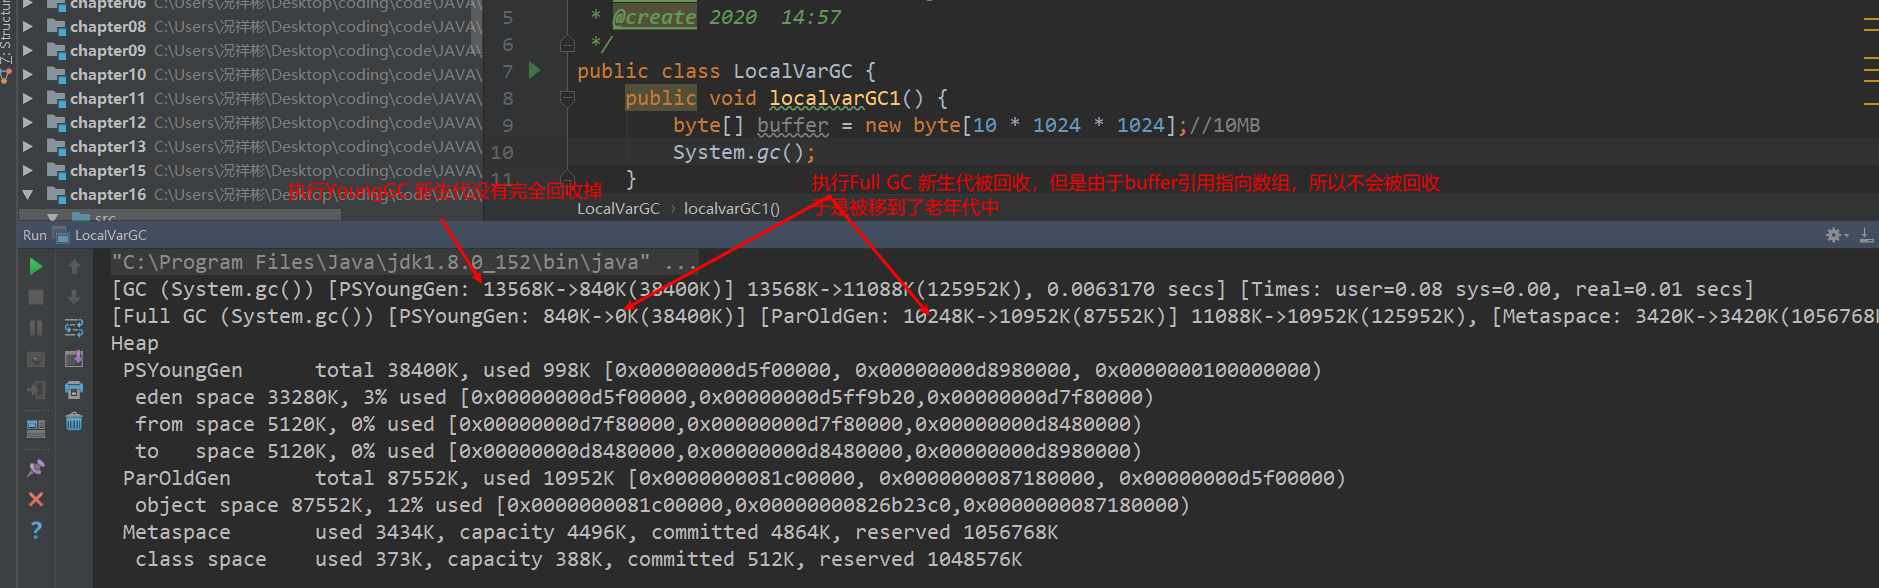 Z: Structure
chapter06 C:\Users\况祥彬\Desktop\coding\code\JAVA\
chapter08 C:\Users\况祥彬\Desktop\coding\code\JAVA\
chapter09 C:\Users\况祥彬\Desktop\coding\code\JAVA\
chapter10 C:\Users\况祥彬\Desktop\coding\code\JAVA\
chapter11 C:\Users\况祥彬\Desktop\coding\code\JAVA\
chapter12 C:\Users\况祥彬\Desktop\coding\code\JAVA\
chapter13 C:\Users\况祥彬\Desktop\coding\code\JAVA\
chapter15 C:\Users\况祥彬\Desktop\coding\code\JAVA\
chapter16 C:\Users\况祥彬\Desktop\coding\code\JAVA\
src
5 * @create 2020 14:57
6 */
7 public class LocalVarGC {
8 public void localvarGC1() {
9 byte[] buffer = new byte[10 * 1024 * 1024];//10MB
10 System.gc();
11 }
执行YoungGC 新生代没有完全回收掉
执行Full GC 新生代被回收，但是由于buffer引用指向数组，所以不会被回收
于是被移到了老年代中
LocalVarGC › localvarGC1()
Run LocalVarGC
"C:\Program Files\Java\jdk1.8.0_152\bin\java" ...
[GC (System.gc()) [PSYoungGen: 13568K->840K(38400K)] 13568K->11088K(125952K), 0.0063170 secs] [Times: user=0.08 sys=0.00, real=0.01 secs]
[Full GC (System.gc()) [PSYoungGen: 840K->0K(38400K)] [ParOldGen: 10248K->10952K(87552K)] 11088K->10952K(125952K), [Metaspace: 3420K->3420K(1056768K
Heap
PSYoungGen total 38400K, used 998K [0x00000000d5f00000, 0x00000000d8980000, 0x0000000100000000)
eden space 33280K, 3% used [0x00000000d5f00000,0x00000000d5ff9b20,0x00000000d7f80000)
from space 5120K, 0% used [0x00000000d7f80000,0x00000000d7f80000,0x00000000d8480000)
to space 5120K, 0% used [0x00000000d8480000,0x00000000d8480000,0x00000000d8980000)
ParOldGen total 87552K, used 10952K [0x0000000081c00000, 0x0000000087180000, 0x00000000d5f00000)
object space 87552K, 12% used [0x0000000081c00000,0x00000000826b23c0,0x0000000087180000)
Metaspace used 3434K, capacity 4496K, committed 4864K, reserved 1056768K
class space used 373K, capacity 388K, committed 512K, reserved 1048576K